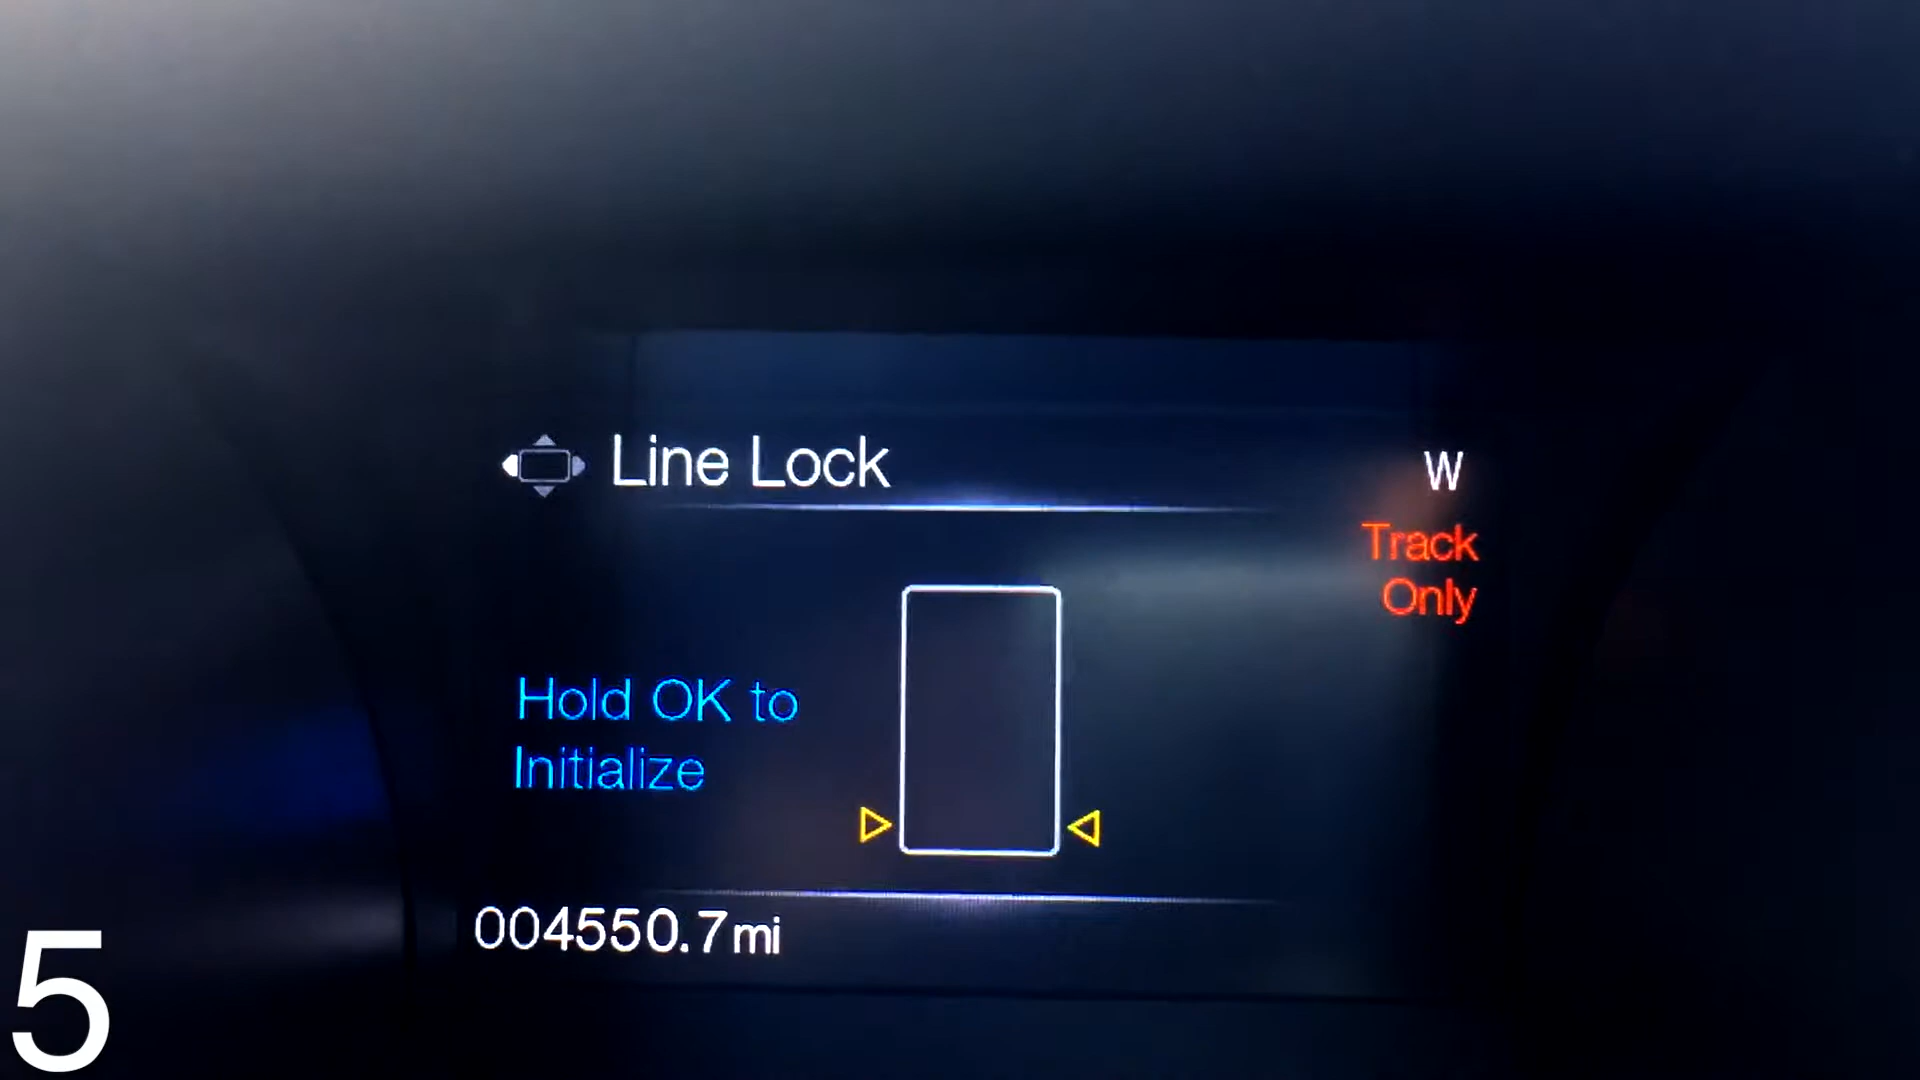 Line Lock
W
Track
Only
Hold OK to
Initialize
004550.7mi
5